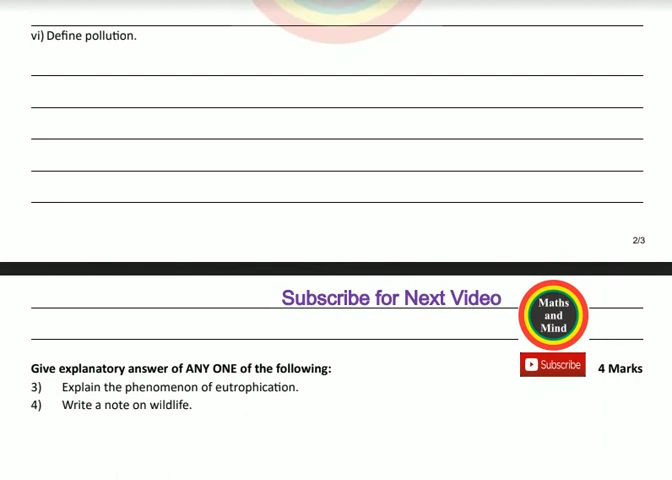 vi) Define pollution.
2/3
Subscribe for Next Video
Maths
and
Mind
Subscribe
Give explanatory answer of ANY ONE of the following: 4 Marks
3) Explain the phenomenon of eutrophication.
4) Write a note on wildlife.